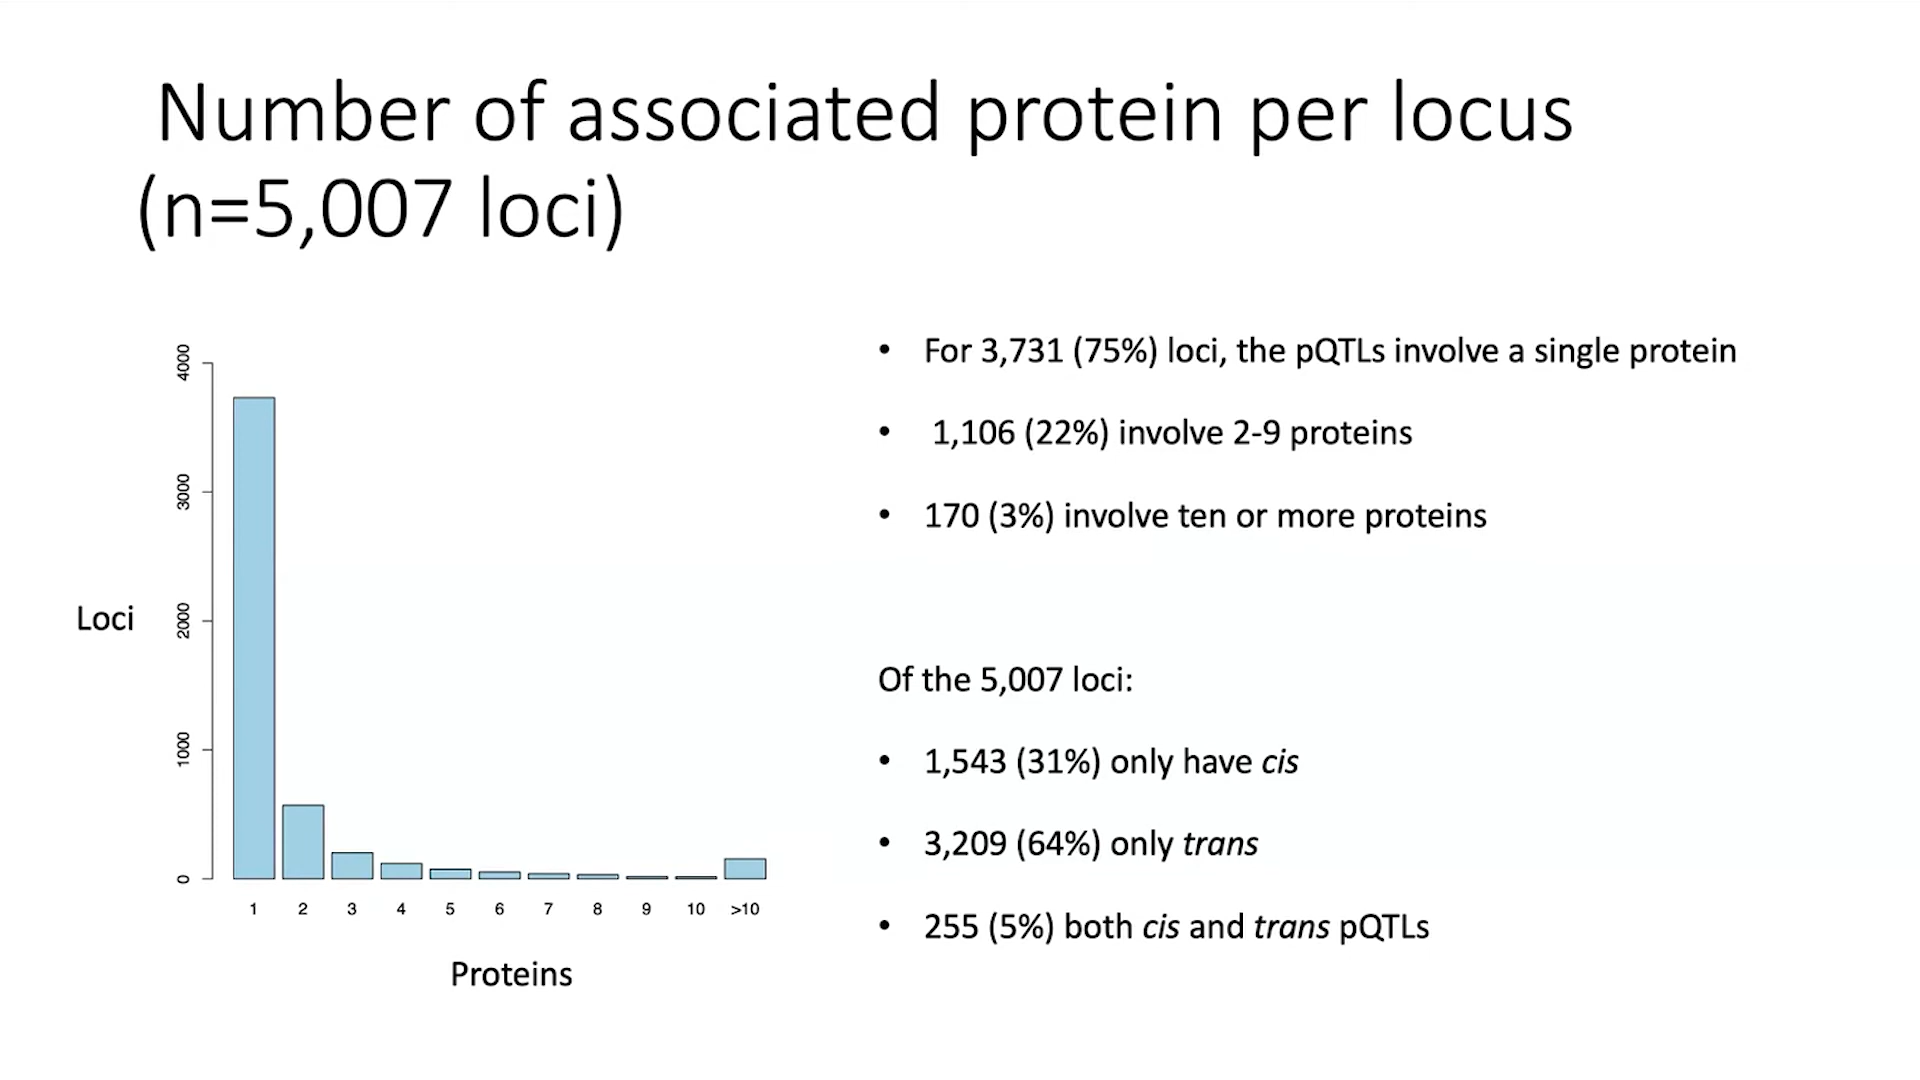 Number of associated protein per locus
(n=5,007 loci)
4000
3000
2000
1000
0
Loci
1 2 3 4 5 6 7 8 9 10 >10
Proteins
• For 3,731 (75%) loci, the pQTLs involve a single protein
• 1,106 (22%) involve 2-9 proteins
• 170 (3%) involve ten or more proteins
Of the 5,007 loci:
• 1,543 (31%) only have cis
• 3,209 (64%) only trans
• 255 (5%) both cis and trans pQTLs